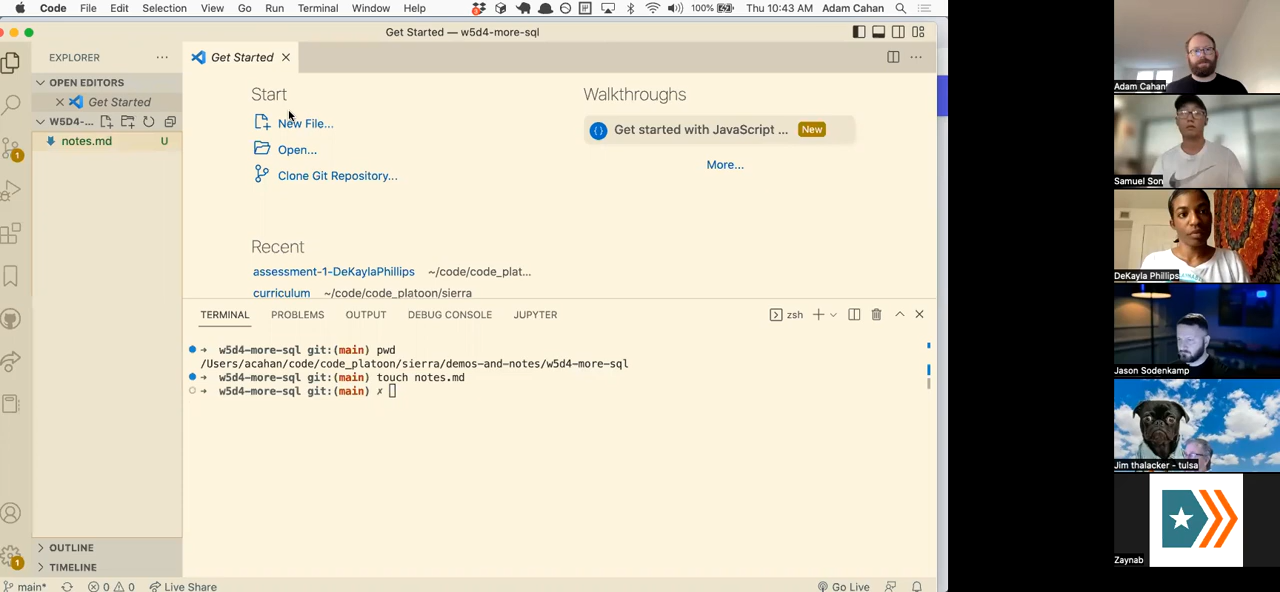 Code File Edit Selection View Go Run Terminal Window Help 100% Thu 10:43 AM Adam Cahan
Get Started — w5d4-more-sql
EXPLORER
OPEN EDITORS
Get Started
W5D4-...
notes.md U
OUTLINE
TIMELINE
Get Started
Start
New File...
Open...
Clone Git Repository...
Recent
assessment-1-DeKaylaPhillips ~/code/code_plat...
curriculum ~/code/code_platoon/sierra
Walkthroughs
Get started with JavaScript ... New
More...
TERMINAL PROBLEMS OUTPUT DEBUG CONSOLE JUPYTER zsh
➜ w5d4-more-sql git:(main) pwd
/Users/acahan/code/code_platoon/sierra/demos-and-notes/w5d4-more-sql
➜ w5d4-more-sql git:(main) touch notes.md
➜ w5d4-more-sql git:(main) ✗
1
1
main* 0 0 Live Share Go Live
Adam Cahan
Samuel Son
DeKayla Phillips
Jason Sodenkamp
Jim thalacker - tulsa
Zaynab